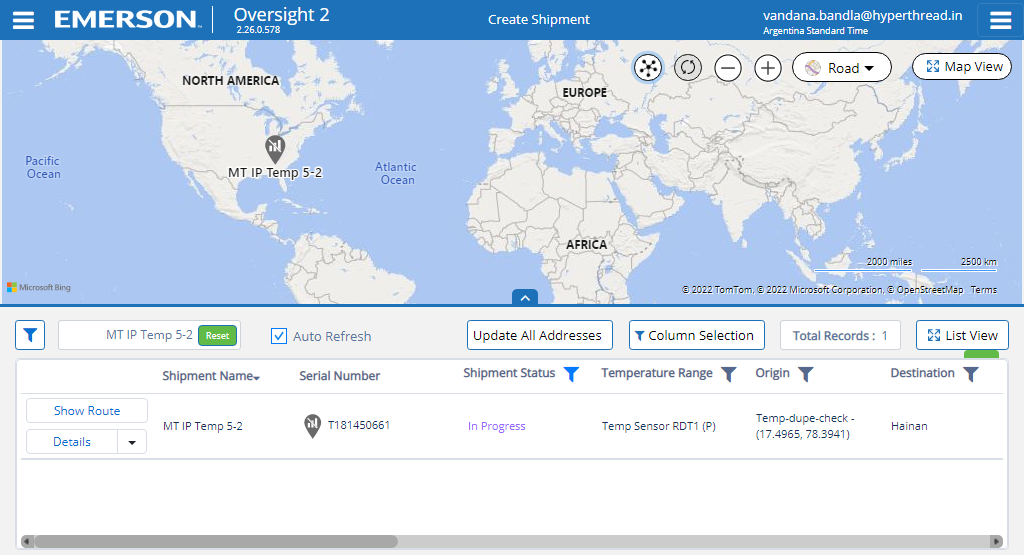 EMERSON
Oversight 2
2.26.0.578
Create Shipment
vandana.bandla@hyperthread.in
Argentina Standard Time
NORTH AMERICA
EUROPE
Road
Map View
Pacific
Ocean
Atlantic
Ocean
MT IP Temp 5-2
AFRICA
2000 miles
2500 km
Microsoft Bing
© 2022 TomTom, © 2022 Microsoft Corporation, © OpenStreetMap Terms
MT IP Temp 5-2 Reset
Auto Refresh
Update All Addresses
Column Selection
Total Records : 1
List View
Shipment Name
Serial Number
Shipment Status
Temperature Range
Origin
Destination
Show Route
Details
MT IP Temp 5-2
T181450661
In Progress
Temp Sensor RDT1 (P)
Temp-dupe-check -
(17.4965, 78.3941)
Hainan